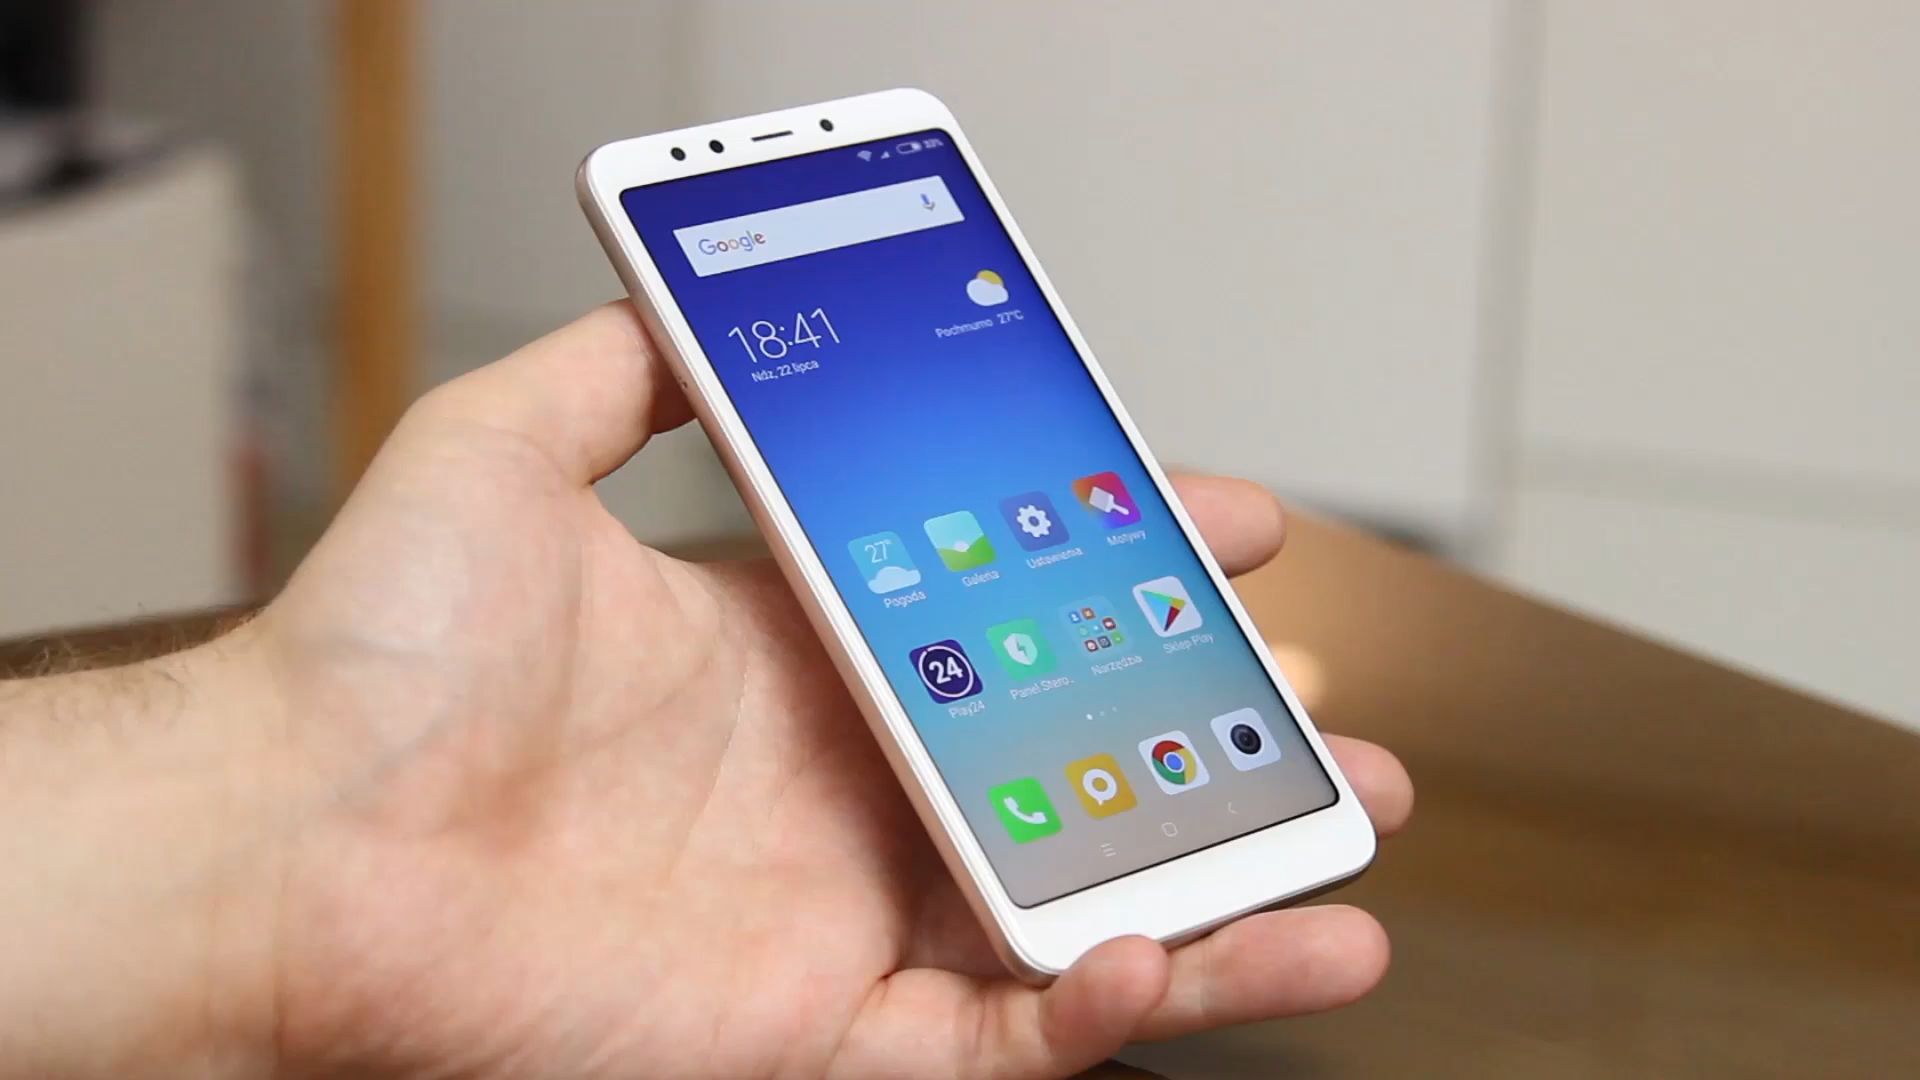 33%
Google
18:41
Ndz, 22 lipca
Pochmurno 27°C
27°
Pogoda
Galeria
Ustawienia
Motywy
24
Play24
Panel Stero..
Narzędzia
Sklep Play